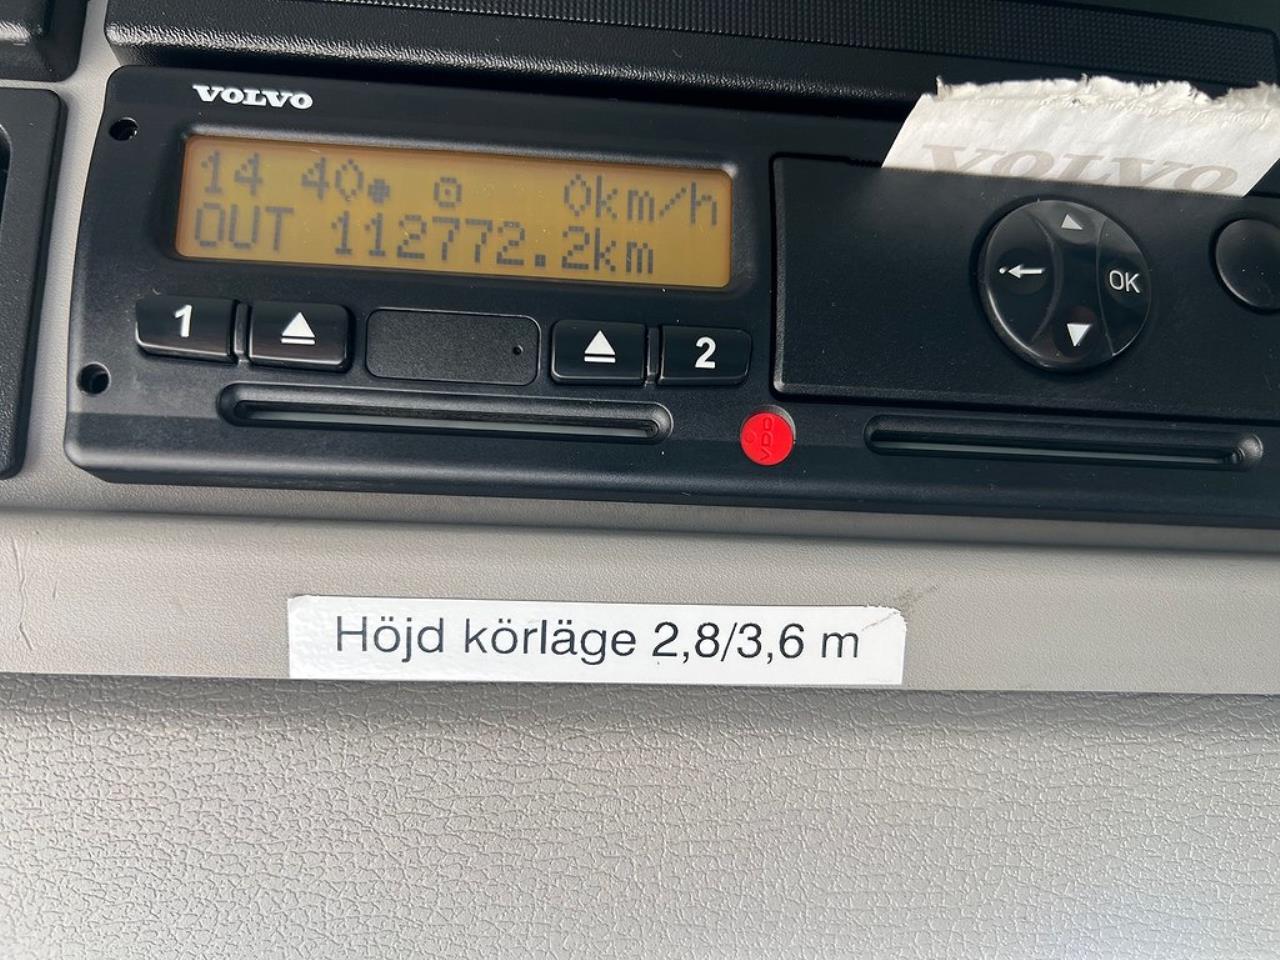 VOLVO
VOLVO
14 40 0km/h
OUT 112772.2km
1
2
OK
VDO
Höjd körläge 2,8/3,6 m